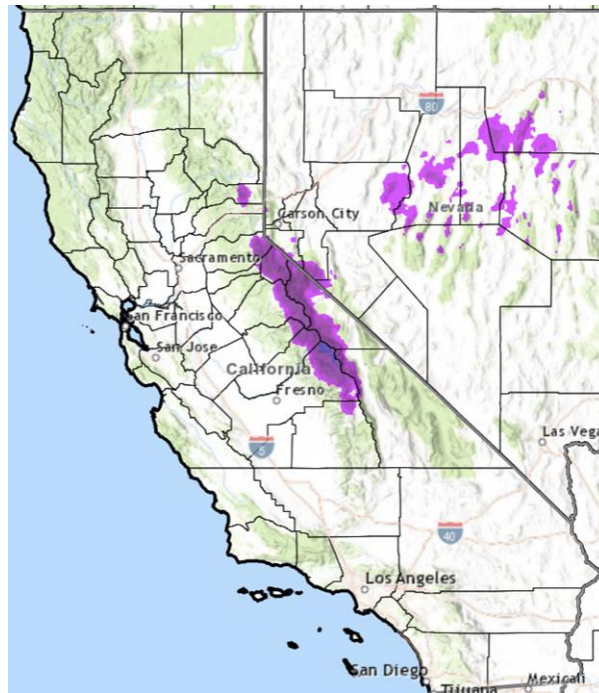 80
Nevada
Carson City
Sacramento
San Francisco
San Jose
California
Fresno
5
Las Vega
40
Los Angeles
San Diego
Tijuana
Mexicali